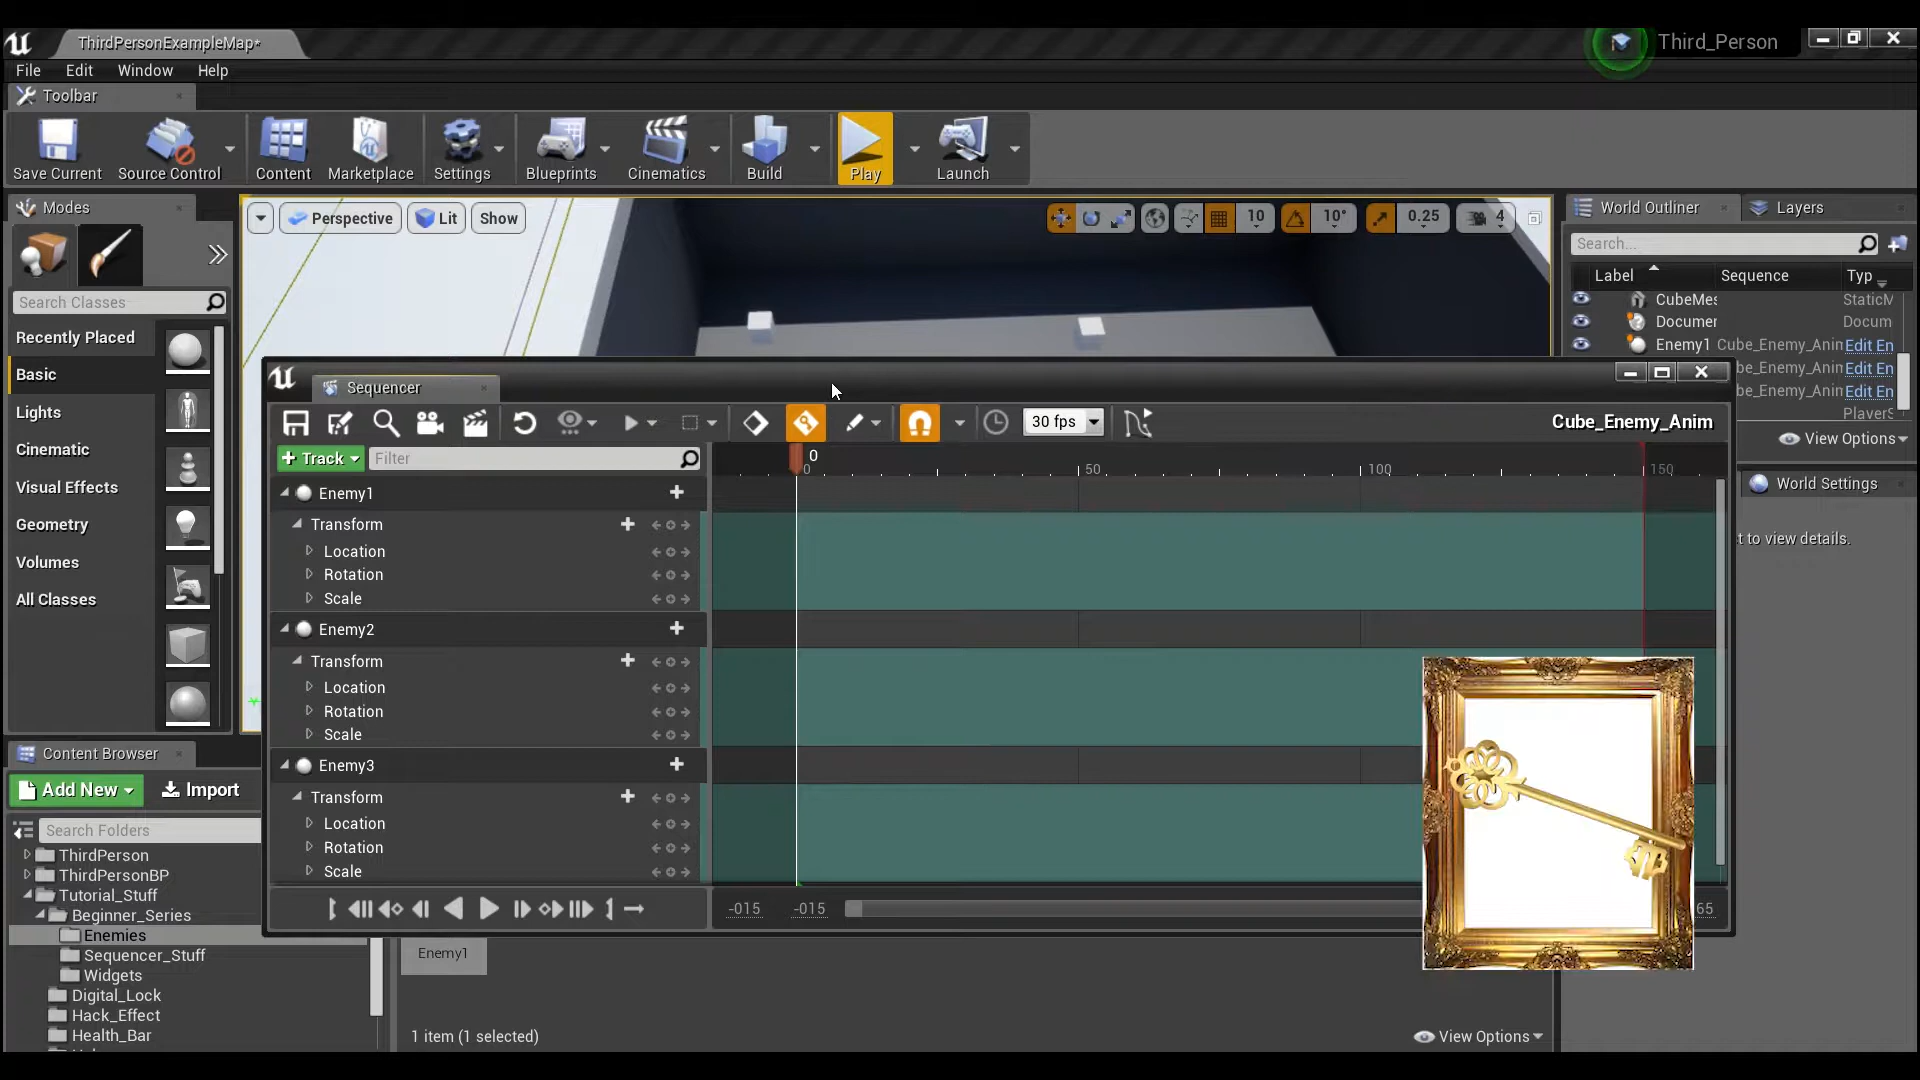 ThirdPersonExampleMap*
Third_Person
File Edit Window Help
Toolbar
Save Current Source Control Content Marketplace Settings Blueprints Cinematics Build Play Launch
Modes
Perspective Lit Show 10 10° 0.25 4
World Outliner Layers
Search...
Search Classes
Label Sequence Typ
CubeMes StaticM
Documer Docum
Enemy1 Cube_Enemy_Anim Edit En
be_Enemy_Anim Edit En
be_Enemy_Anim Edit En
PlayerS
View Options
Recently Placed
Basic
Lights
Cinematic
Visual Effects
Geometry
Volumes
All Classes
World Settings
t to view details.
Sequencer
30 fps
Cube_Enemy_Anim
Track Filter
0
0 50 100 150
Enemy1
Transform
Location
Rotation
Scale
Enemy2
Transform
Location
Rotation
Scale
Enemy3
Transform
Location
Rotation
Scale
-015 -015 65
Content Browser
Add New Import
Search Folders
ThirdPerson
ThirdPersonBP
Tutorial_Stuff
Beginner_Series
Enemies
Sequencer_Stuff
Widgets
Digital_Lock
Hack_Effect
Health_Bar
Enemy1
1 item (1 selected)
View Options